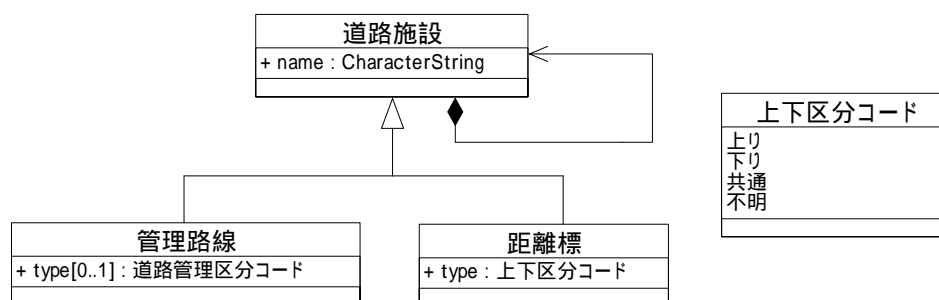 道路施設
+ name : CharacterString
上下区分コード
上り
下り
共通
不明
管理路線
+ type[0..1] : 道路管理区分コード
距離標
+ type : 上下区分コード